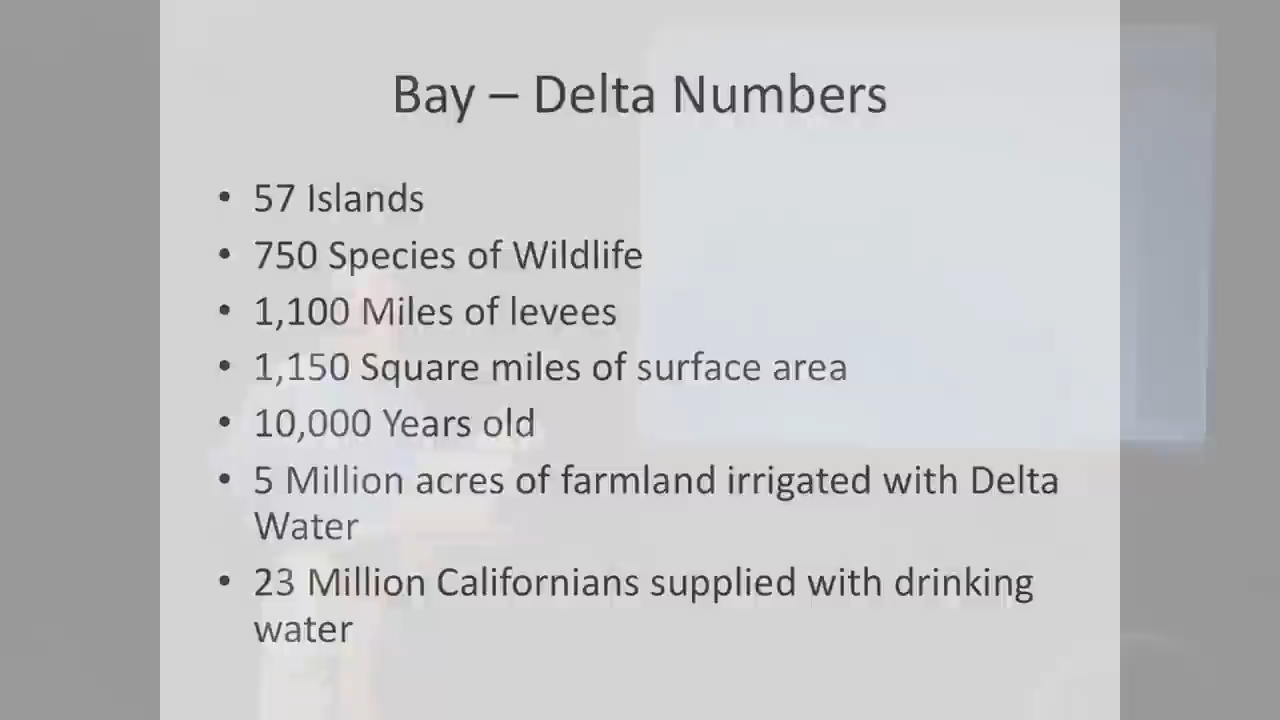 Bay – Delta Numbers
• 57 Islands
• 750 Species of Wildlife
• 1,100 Miles of levees
• 1,150 Square miles of surface area
• 10,000 Years old
• 5 Million acres of farmland irrigated with Delta
Water
• 23 Million Californians supplied with drinking
water